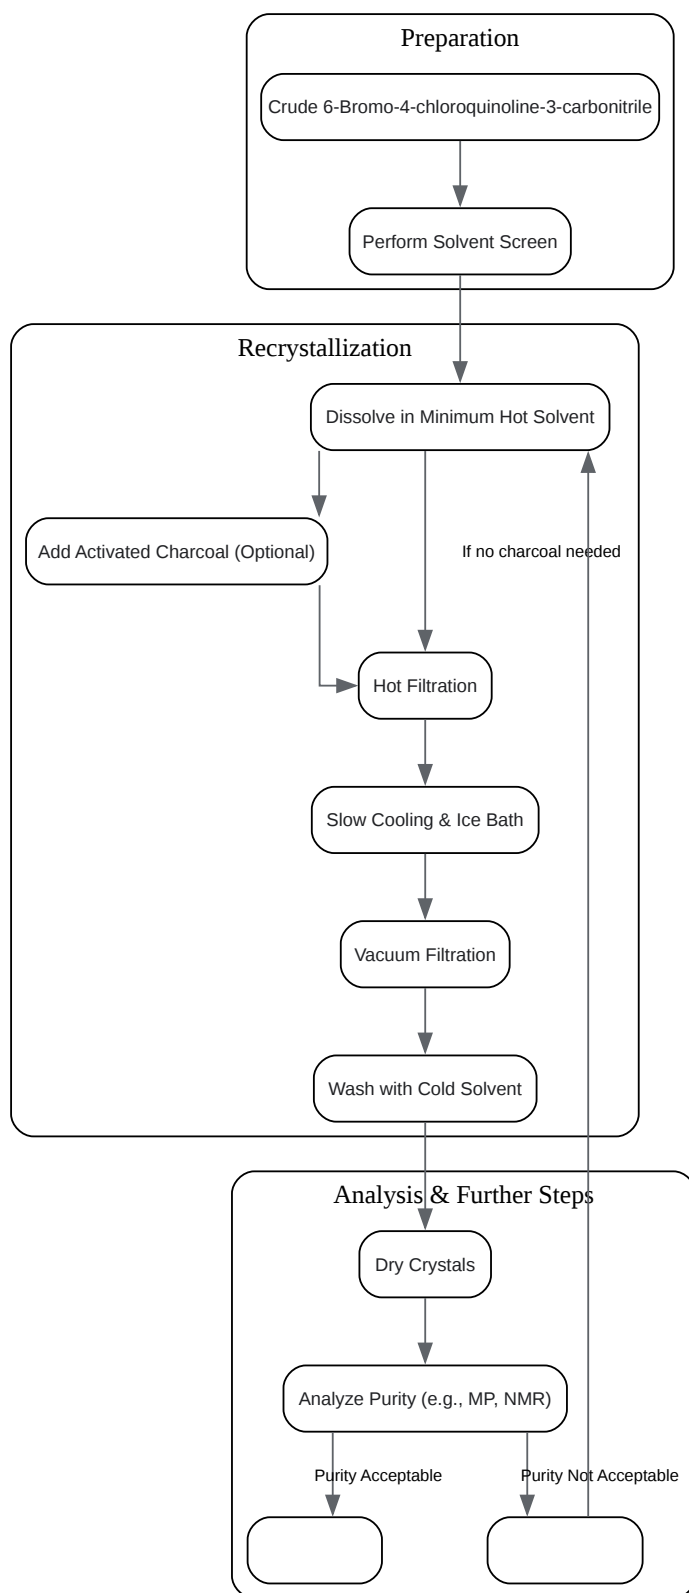 Preparation
Crude 6-Bromo-4-chloroquinoline-3-carbonitrile
Perform Solvent Screen
Recrystallization
Dissolve in Minimum Hot Solvent
Add Activated Charcoal (Optional)
If no charcoal needed
Hot Filtration
Slow Cooling & Ice Bath
Vacuum Filtration
Wash with Cold Solvent
Analysis & Further Steps
Dry Crystals
Analyze Purity (e.g., MP, NMR)
Purity Acceptable
Purity Not Acceptable